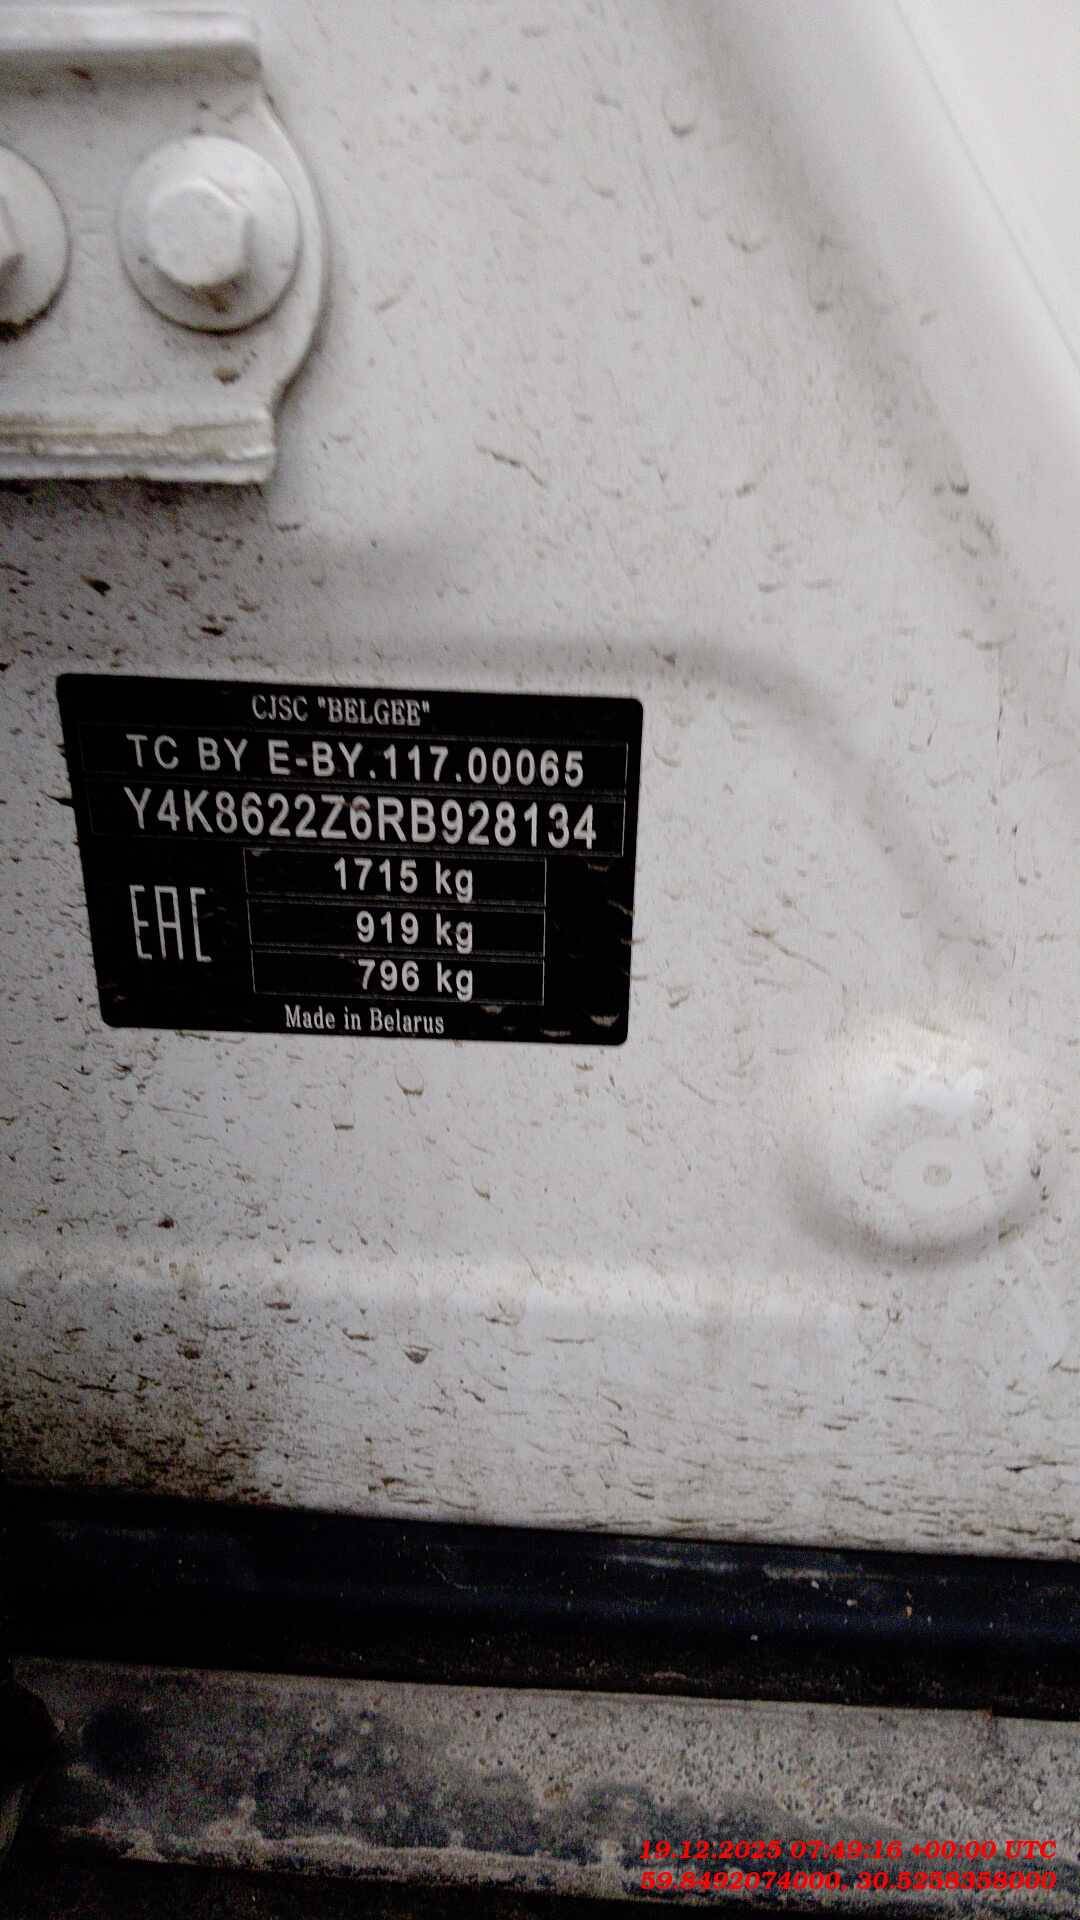 CJSC "BELGEE"
TC BY E-BY.117.00065
Y4K8622Z6RB928134
1715 kg
EAC
919 kg
796 kg
Made in Belarus
19.12.2025 07:49:16 +00:00 UTC
59.8492074000, 30.5258358000